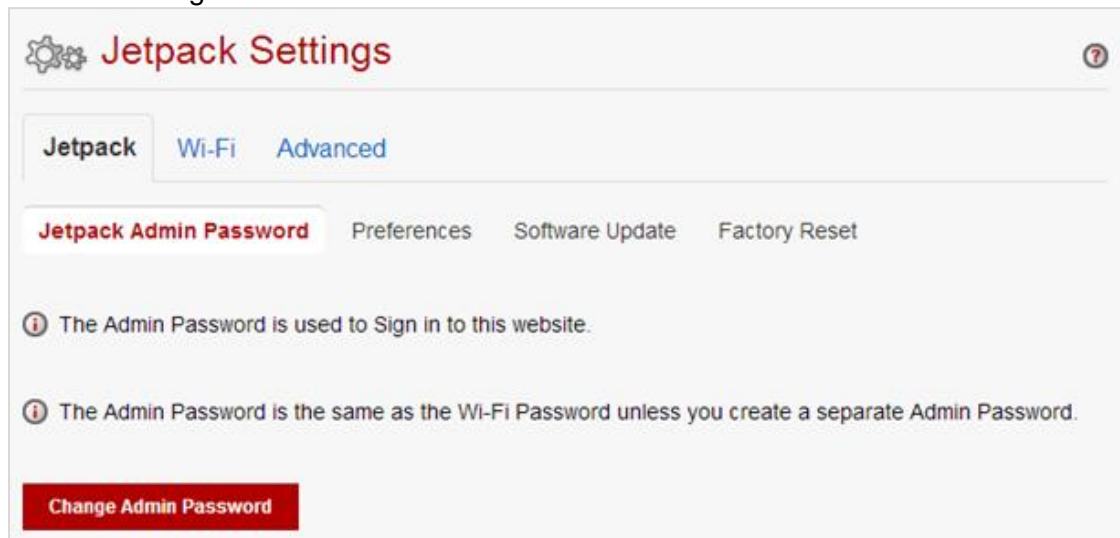 Jetpack Settings
Jetpack Wi-Fi Advanced
Jetpack Admin Password Preferences Software Update Factory Reset
The Admin Password is used to Sign in to this website.
The Admin Password is the same as the Wi-Fi Password unless you create a separate Admin Password.
Change Admin Password